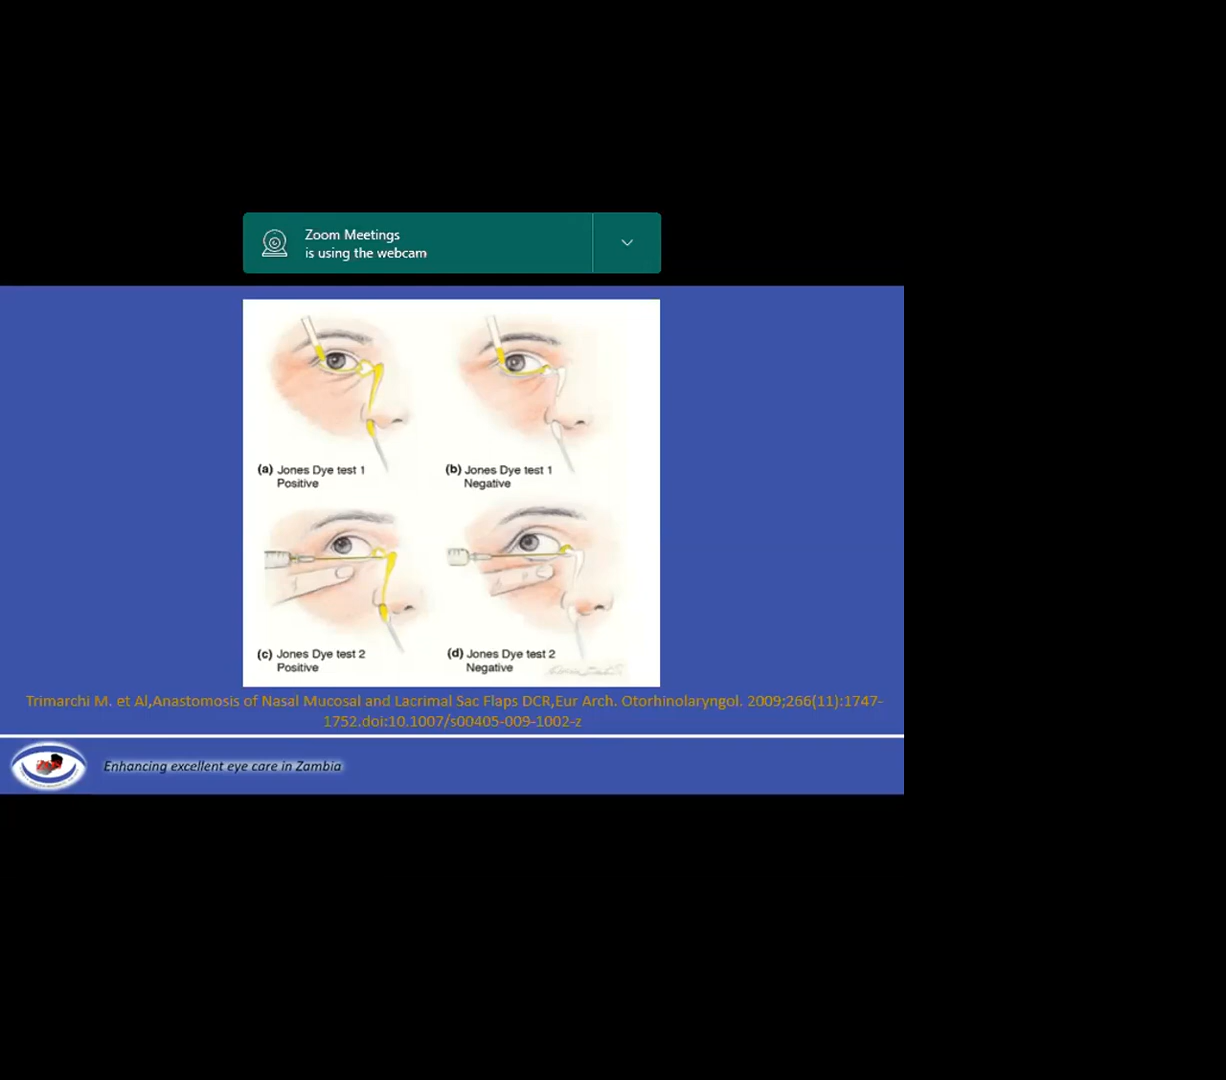 Zoom Meetings
is using the webcam
(a) Jones Dye test 1
Positive
(b) Jones Dye test 1
Negative
(c) Jones Dye test 2
Positive
(d) Jones Dye test 2
Negative
Trimarchi M. et Al,Anastomosis of Nasal Mucosal and Lacrimal Sac Flaps DCR,Eur Arch. Otorhinolaryngol. 2009;266(11):1747-
1752.doi:10.1007/s00405-009-1002-z
Enhancing excellent eye care in Zambia